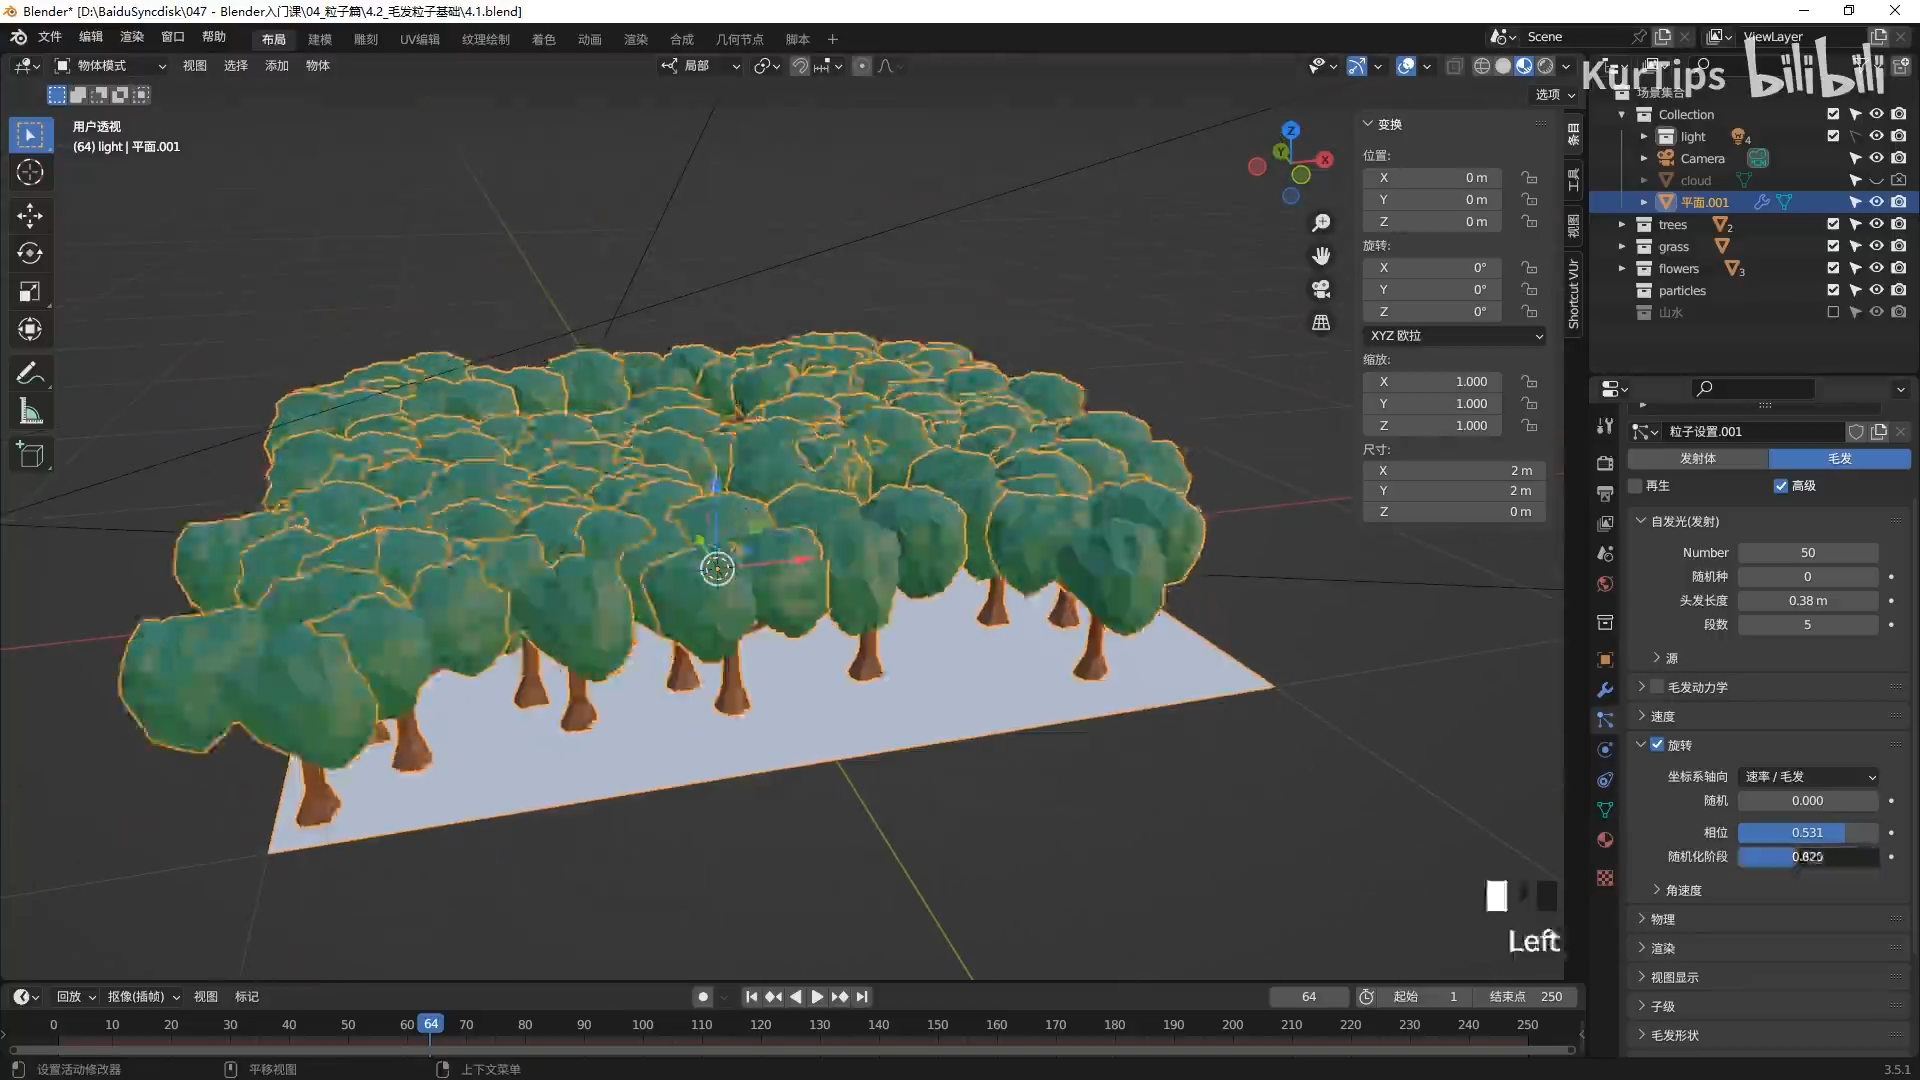 Blender* [D:\BaiduSyncdisk\047 - Blender入门课\04_粒子篇\4.2_毛发粒子基础\4.1.blend]
文件 编辑 渲染 窗口 帮助 布局 建模 雕刻 UV编辑 纹理绘制 着色 动画 渲染 合成 几何节点 脚本 + Scene ViewLayer
物体模式 视图 选择 添加 物体 局部
KurTips bilibili
选项
用户透视
(64) light | 平面.001
变换
位置:
X 0 m
Y 0 m
Z 0 m
旋转:
X 0°
Y 0°
Z 0°
XYZ 欧拉
缩放:
X 1.000
Y 1.000
Z 1.000
尺寸:
X 2 m
Y 2 m
Z 0 m
条目
工具
视图
Shortcut VUr
Z
Y
X
场景集合
Collection
light 4
Camera
cloud
平面.001
trees 2
grass
flowers 3
particles
山水
粒子设置.001
发射体 毛发
再生 高级
自发光(发射)
Number 50
随机种 0
头发长度 0.38 m
段数 5
源
毛发动力学
速度
旋转
坐标系轴向 速率 / 毛发
随机 0.000
相位 0.531
随机化阶段
角速度
物理
渲染
视图显示
子级
毛发形状
Left
回放 抠像(插帧) 视图 标记 64 起始 1 结束点 250
0 10 20 30 40 50 60 64 70 80 90 100 110 120 130 140 150 160 170 180 190 200 210 220 230 240 250
设置活动修改器 平移视图 上下文菜单 3.5.1